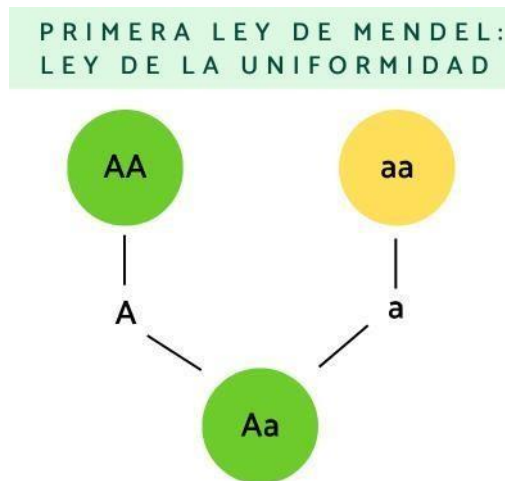 PRIMERA LEY DE MENDEL:
LEY DE LA UNIFORMIDAD
AA
aa
A
a
Aa